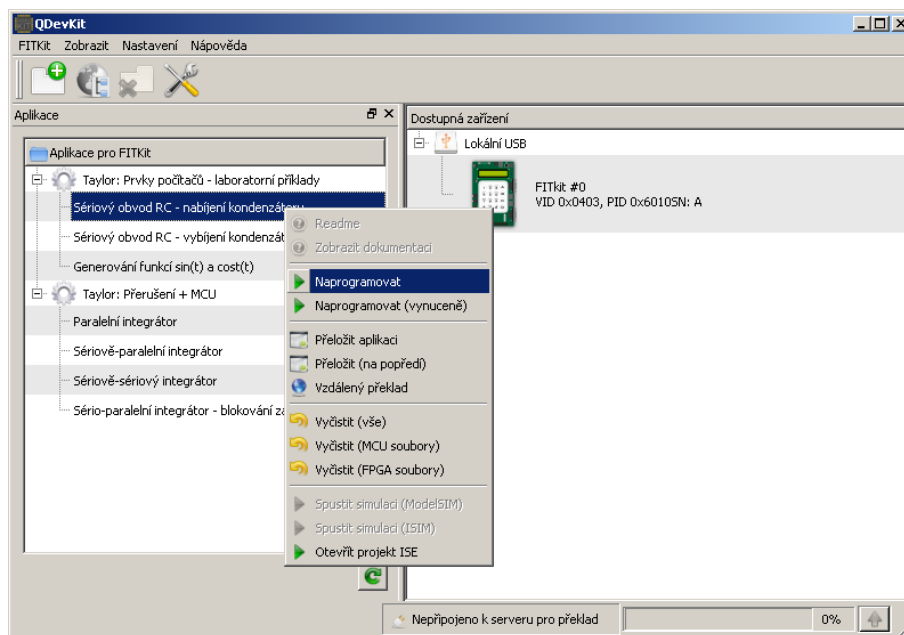 QDevKit
FITKit Zobrazit Nastavení Nápověda
Aplikace
Aplikace pro FITKit
Taylor: Prvky počítačů - laboratorní příklady
Sériový obvod RC - nabíjení kondenzátoru
Sériový obvod RC - vybíjení kondenzát
Generování funkcí sin(t) a cost(t)
Taylor: Přerušení + MCU
Paralelní integrátor
Sériově-paralelní integrátor
Sériově-sériový integrátor
Sério-paralelní integrátor - blokování za
Readme
Zobrazit dokumentaci
Naprogramovat
Naprogramovat (vynuceně)
Přeložit aplikaci
Přeložit (na popředí)
Vzdálený překlad
Vyčistit (vše)
Vyčistit (MCU soubory)
Vyčistit (FPGA soubory)
Spustit simulaci (ModelSIM)
Spustit simulaci (ISIM)
Otevřít projekt ISE
Dostupná zařízení
Lokální USB
FITkit #0
VID 0x0403, PID 0x6010SN: A
Nepřipojeno k serveru pro překlad
0%